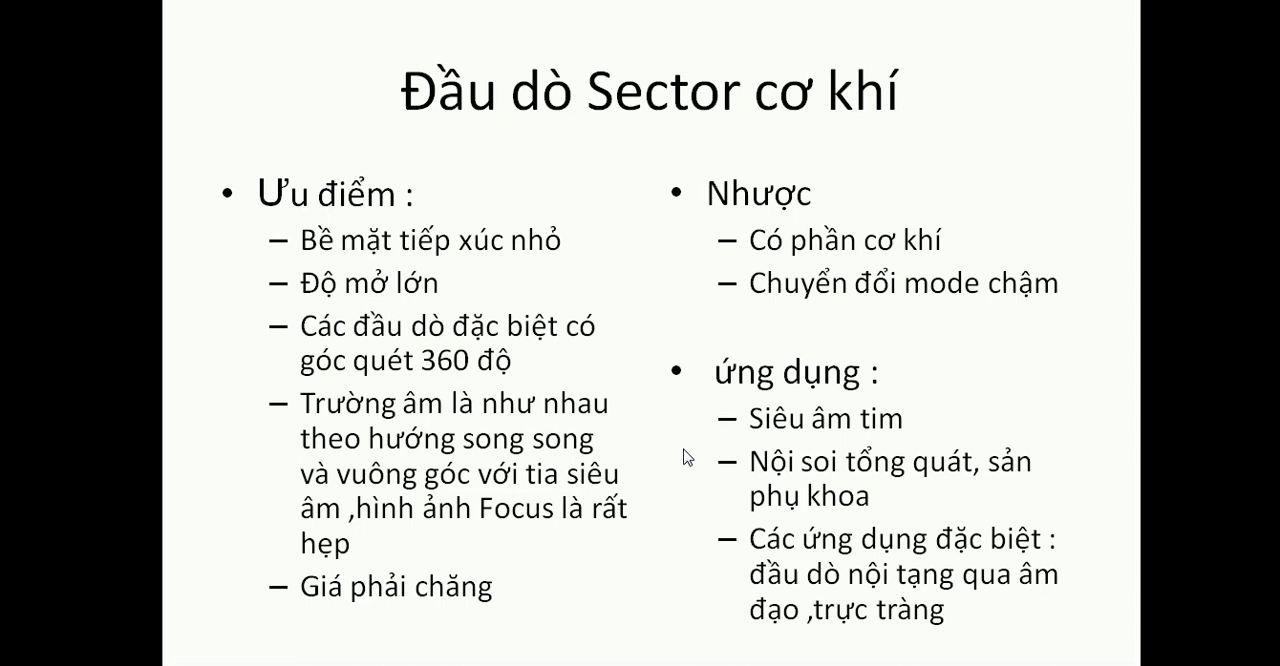 Đầu dò Sector cơ khí
• Ưu điểm :
– Bề mặt tiếp xúc nhỏ
– Độ mở lớn
– Các đầu dò đặc biệt có
góc quét 360 độ
– Trường âm là như nhau
theo hướng song song
và vuông góc với tia siêu
âm ,hình ảnh Focus là rất
hẹp
– Giá phải chăng
• Nhược
– Có phần cơ khí
– Chuyển đổi mode chậm
• ứng dụng :
– Siêu âm tim
– Nội soi tổng quát, sản
phụ khoa
– Các ứng dụng đặc biệt :
đầu dò nội tạng qua âm
đạo ,trực tràng